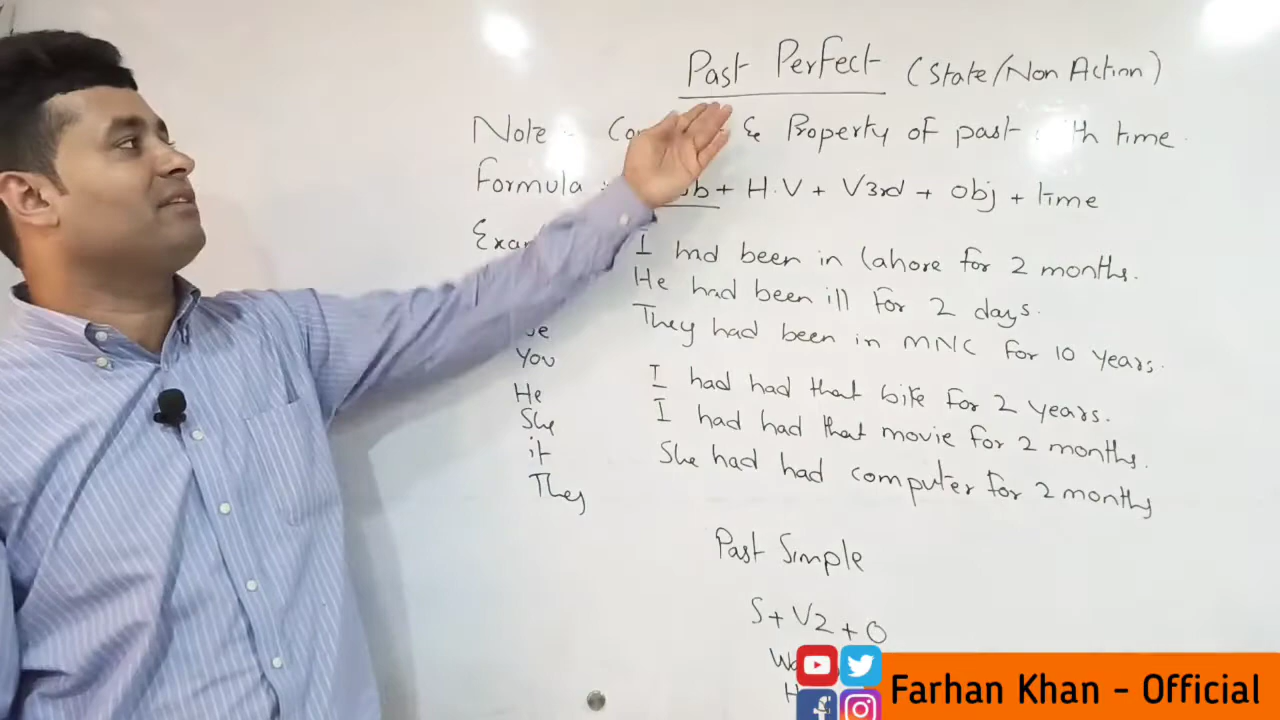 Past Perfect (State/Non Action)
Note :- & Property of past time.
Formula :- + H.V + V3rd + Obj + time
I had been in Lahore for 2 months.
He had been ill for 2 days.
They had been in MNC for 10 years.
You
I had had that bike for 2 years.
He
I had had that movie for 2 months.
She
She had had computer for 2 months
it
They
Past Simple
S + V2 + O
Farhan Khan - Official